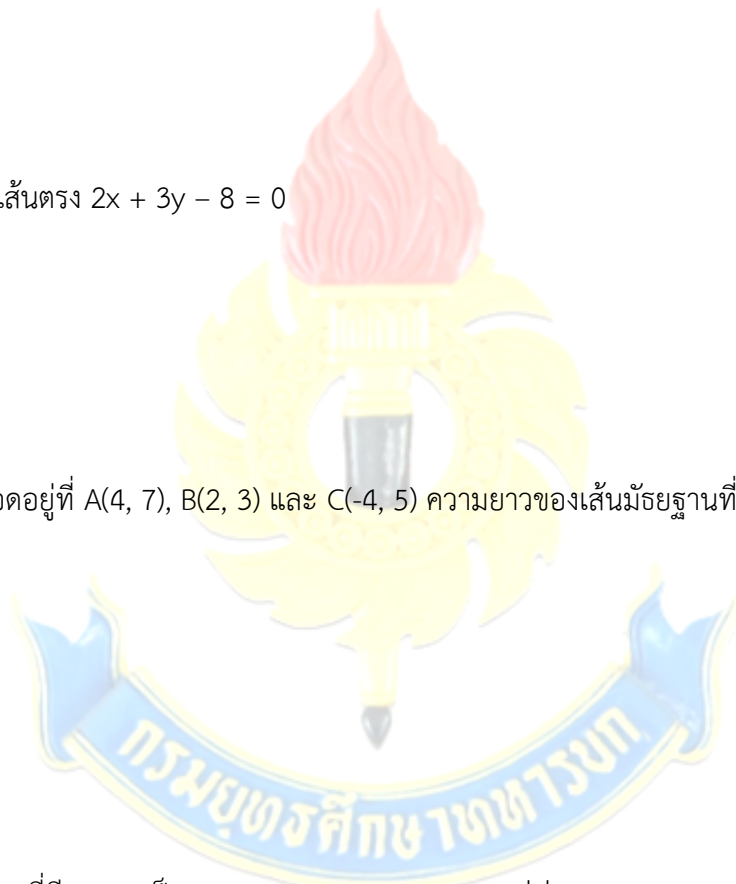 เส้นตรง 2x + 3y – 8 = 0
อยู่ที่ A(4, 7), B(2, 3) และ C(-4, 5) ความยาวของเส้นมัธยฐานที่
กรมยุทธศึกษาทหารบก